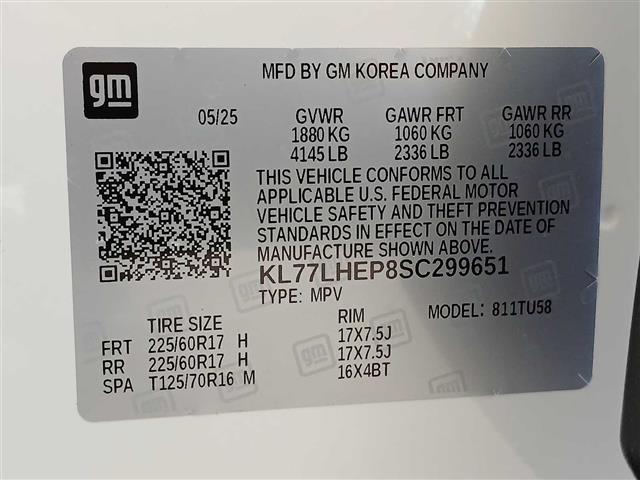 gm
MFD BY GM KOREA COMPANY
05/25 GVWR GAWR FRT GAWR RR
1880 KG 1060 KG 1060 KG
4145 LB 2336 LB 2336 LB
THIS VEHICLE CONFORMS TO ALL
APPLICABLE U.S. FEDERAL MOTOR
VEHICLE SAFETY AND THEFT PREVENTION
STANDARDS IN EFFECT ON THE DATE OF
MANUFACTURE SHOWN ABOVE.
KL77LHEP8SC299651
TYPE: MPV MODEL: 811TU58
TIRE SIZE RIM
FRT 225/60R17 H 17X7.5J
RR 225/60R17 H 17X7.5J
SPA T125/70R16 M 16X4BT